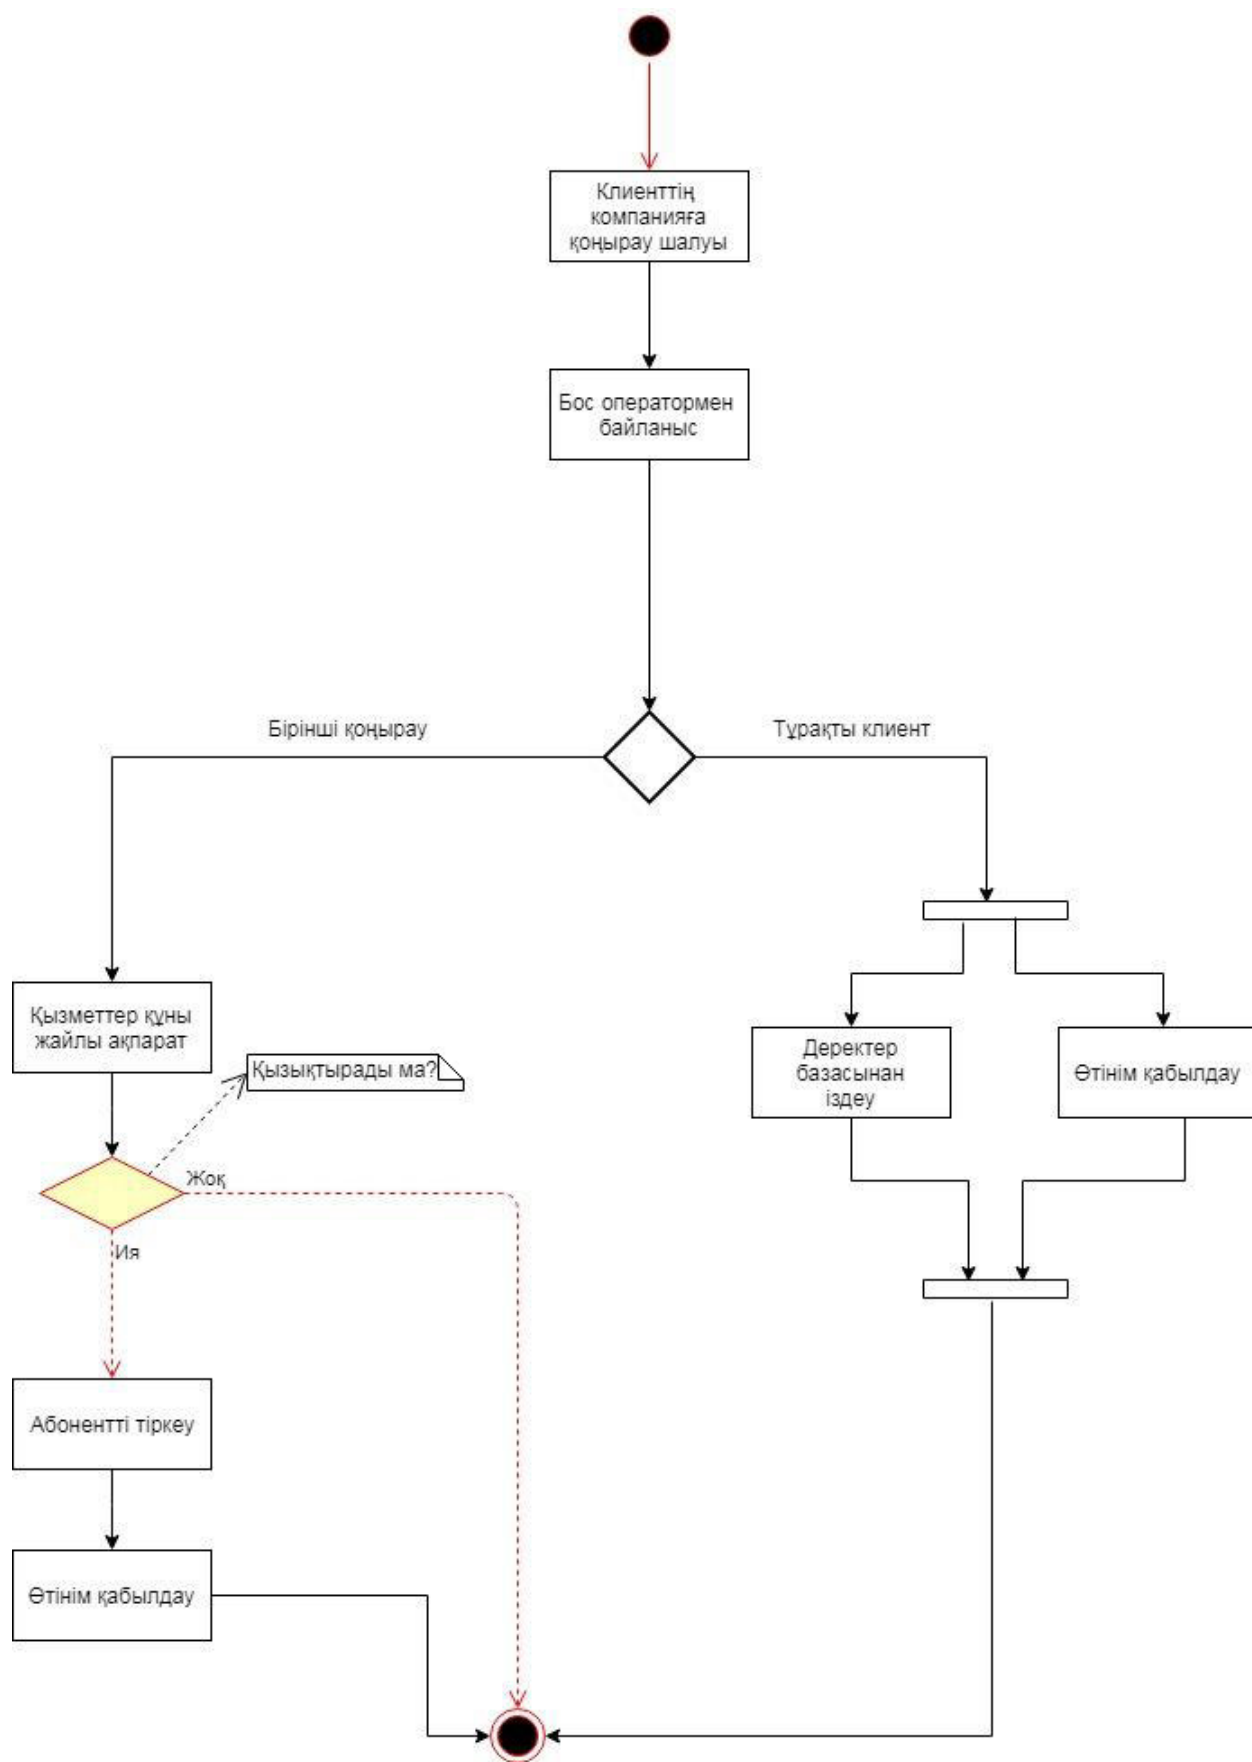 Клиенттің
компанияға
қоңырау шалуы
Бос оператормен
байланыс
Бірінші қоңырау
Тұрақты клиент
Қызметтер құны
жайлы ақпарат
Қызықтырады ма?
Деректер
базасынан
іздеу
Өтінім қабылдау
Жоқ
Ия
Абонентті тіркеу
Өтінім қабылдау